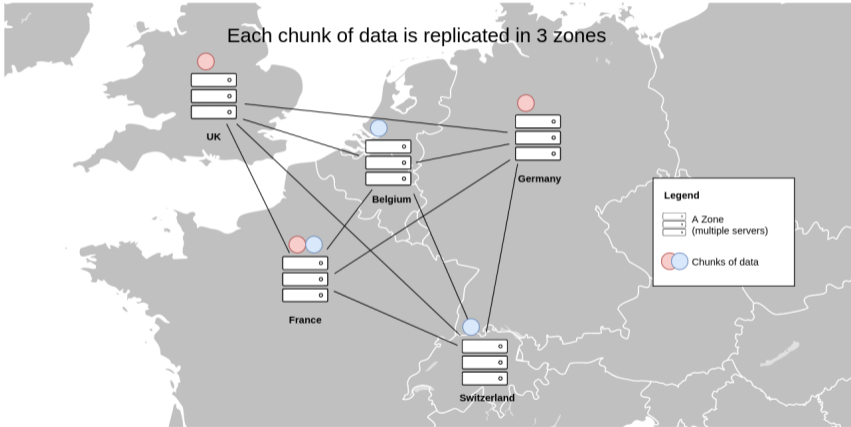 Each chunk of data is replicated in 3 zones
UK
Belgium
Germany
France
Switzerland
Legend
A Zone
(multiple servers)
Chunks of data